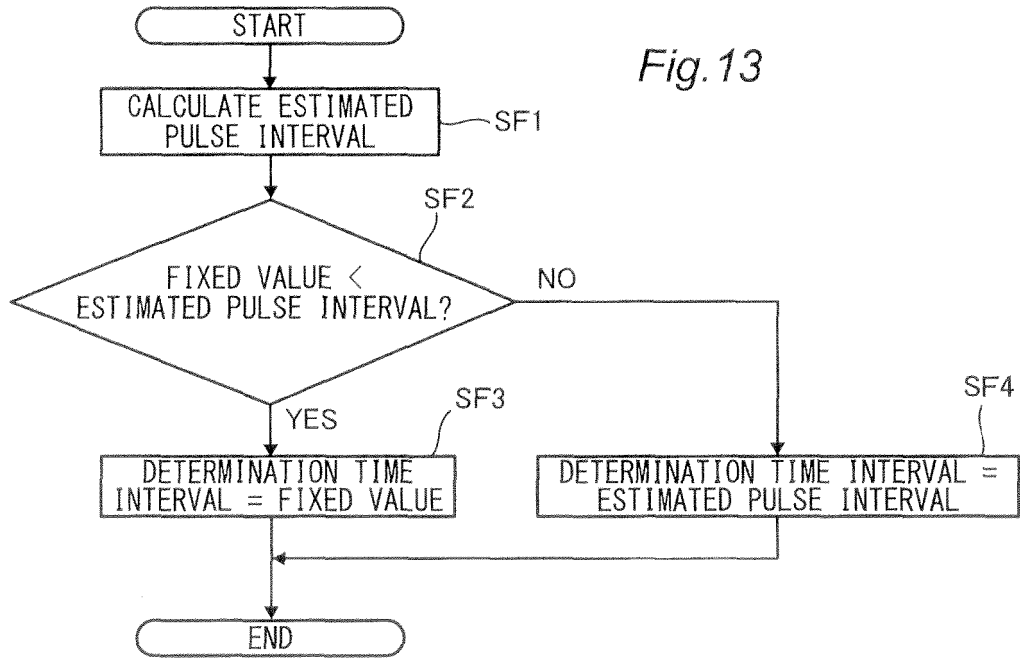 START
Fig.13
CALCULATE ESTIMATED
PULSE INTERVAL
SF1
SF2
FIXED VALUE <
ESTIMATED PULSE INTERVAL?
NO
YES
SF3
SF4
DETERMINATION TIME
INTERVAL = FIXED VALUE
DETERMINATION TIME INTERVAL =
ESTIMATED PULSE INTERVAL
END